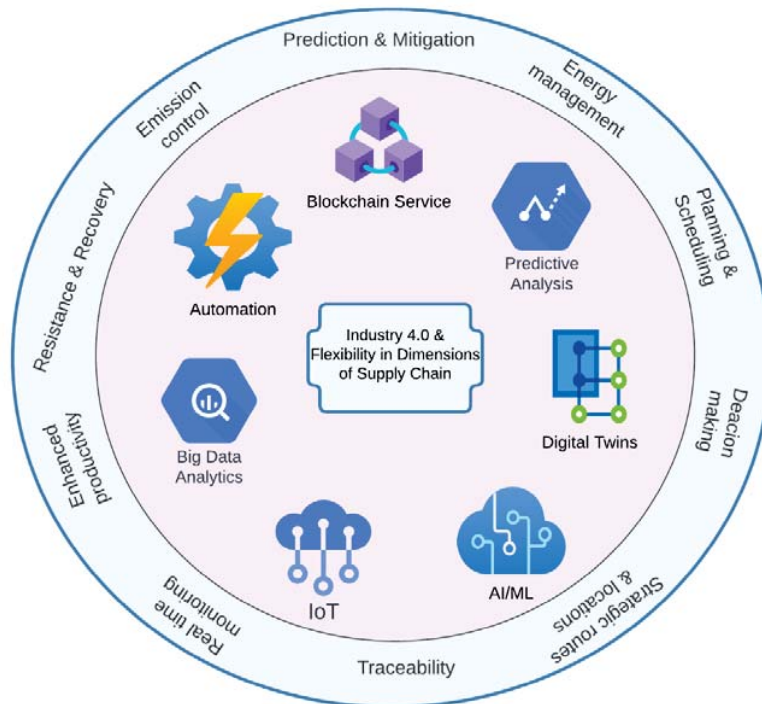 Prediction & Mitigation
Energy
management
Planning &
Scheduling
Deacion
making
Strategic routes
& locations
Traceability
Real time
monitoring
Enhanced
productivity
Resistance & Recovery
Emission
control
Blockchain Service
Predictive
Analysis
Digital Twins
AI/ML
IoT
Big Data
Analytics
Automation
Industry 4.0 &
Flexibility in Dimensions
of Supply Chain